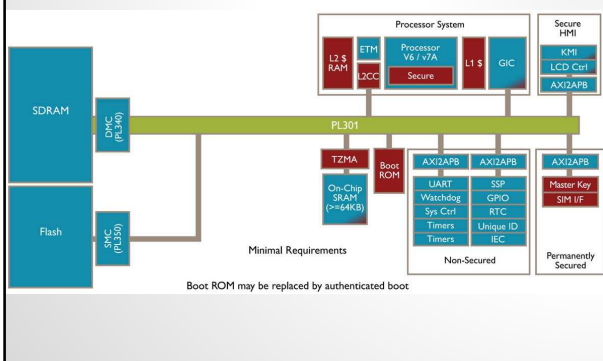 Processor System
L2 $
RAM
ETM
L2CC
Processor
V6 / v7A
Secure
L1 $
GIC
Secure
HMI
KMI
LCD Ctrl
AXI2APB
SDRAM
DMC
(PL340)
PL301
Flash
SMC
(PL350)
TZMA
On-Chip
SRAM
(>=64KB)
Boot
ROM
AXI2APB
UART
Watchdog
Sys Ctrl
Timers
Timers
AXI2APB
SSP
GPIO
RTC
Unique ID
IEC
Non-Secured
AXI2APB
Master Key
SIM I/F
Permanently
Secured
Minimal Requirements
Boot ROM may be replaced by authenticated boot